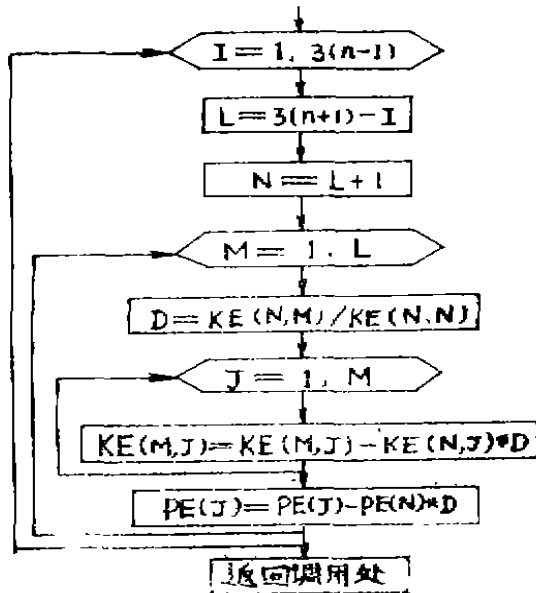 I = 1, 3(n-1)
L = 3(n+1) - I
N = L + 1
M = 1, L
D = KE(N,M)/KE(N,N)
J = 1, M
KE(M,J) = KE(M,J) - KE(N,J)*D
PE(J) = PE(J) - PE(N)*D
返回调用处